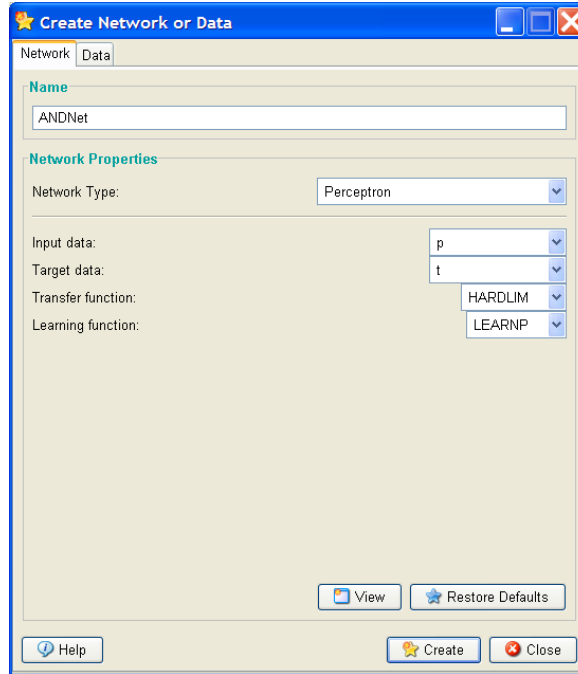 Create Network or Data
Network Data
Name
ANDNet
Network Properties
Network Type: Perceptron
Input data: p
Target data: t
Transfer function: HARDLIM
Learning function: LEARNP
View Restore Defaults
Help Create Close